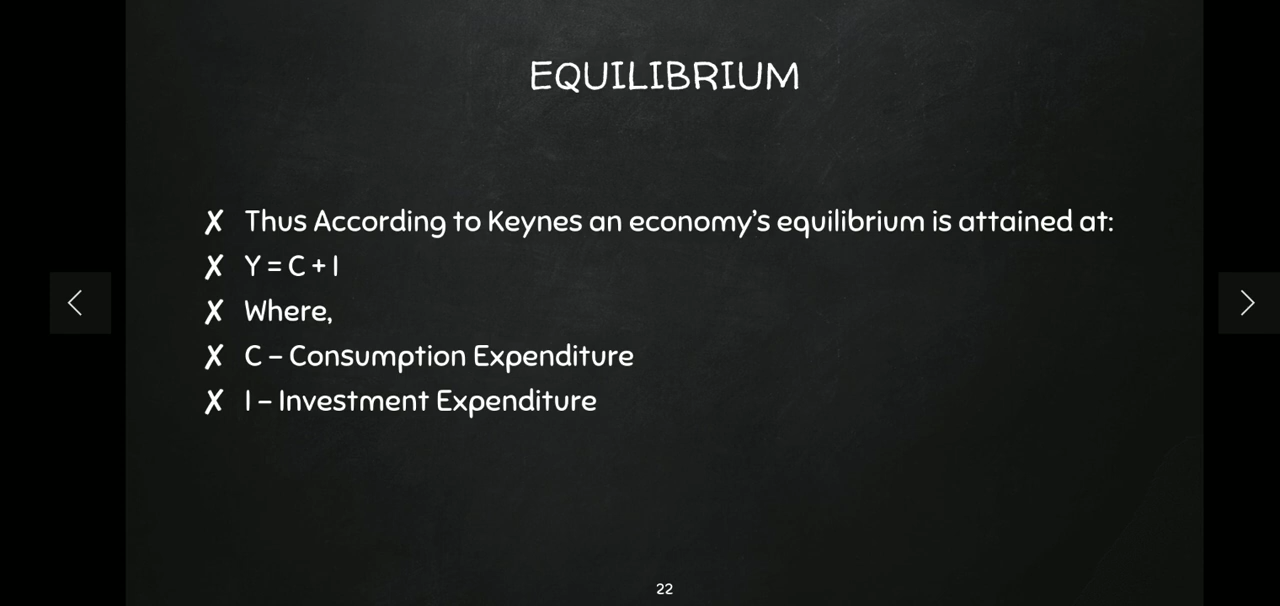 EQUILIBRIUM
✗ Thus According to Keynes an economy's equilibrium is attained at:
✗ Y = C + I
✗ Where,
✗ C – Consumption Expenditure
✗ I – Investment Expenditure
22